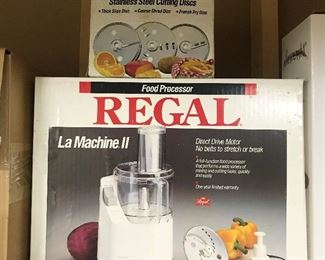 Stainless Steel Cutting Discs
• Thick Slice Disc • Coarse Shred Disc • French Fry Disc
Food Processor
REGAL
La Machine II
Direct Drive Motor
No belts to stretch or break
A full-function food processor
that performs a wide variety of
mixing and cutting tasks, quickly
and easily.
One year limited warranty.
Regal